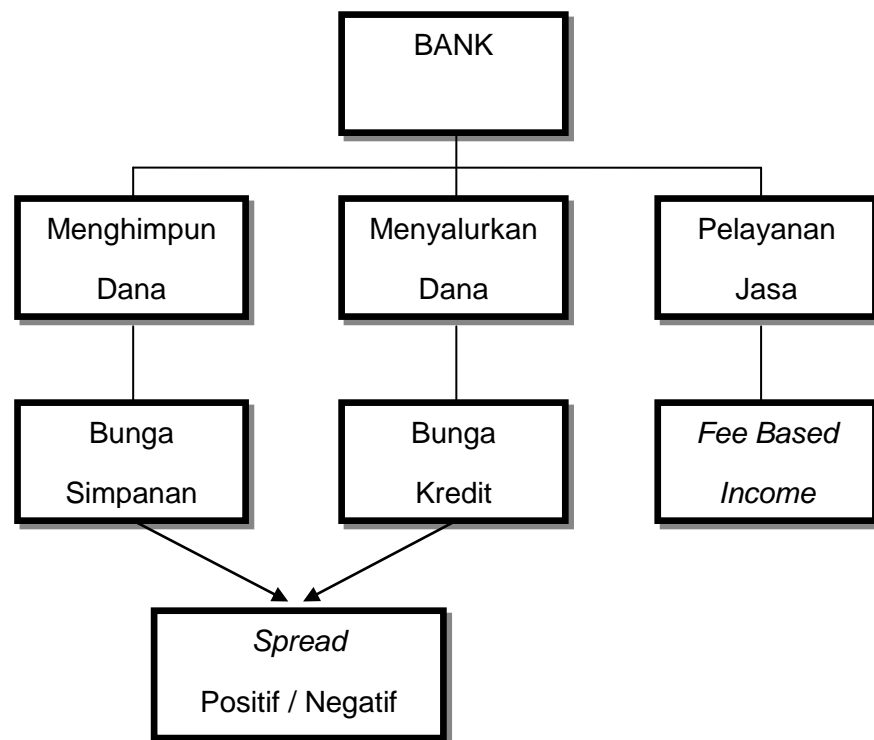 BANK
Menghimpun
Dana
Menyalurkan
Dana
Pelayanan
Jasa
Bunga
Simpanan
Bunga
Kredit
Fee Based
Income
Spread
Positif / Negatif